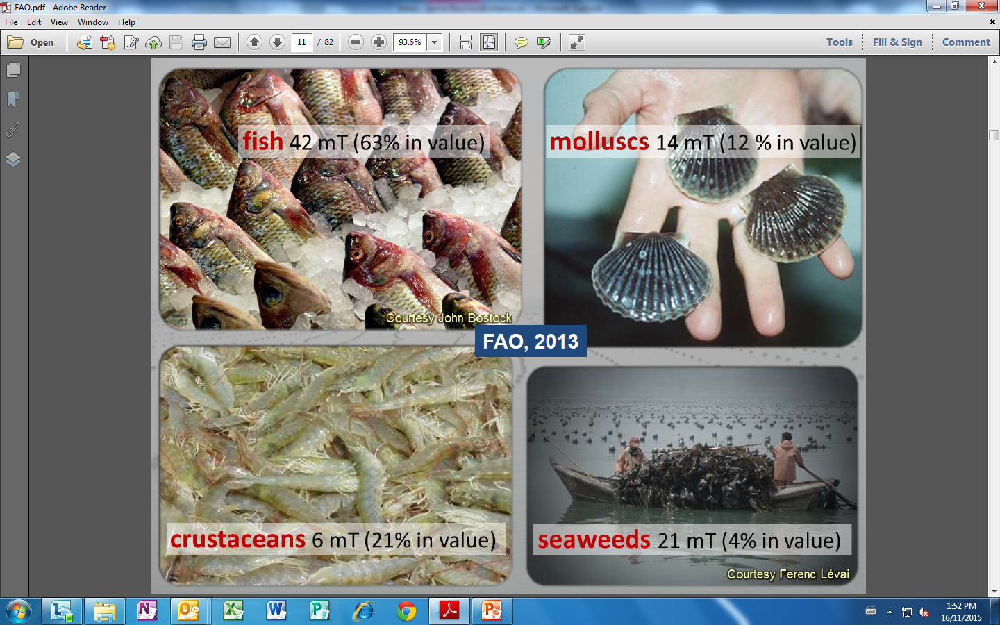 FAO.pdf - Adobe Reader
File Edit View Window Help
Open
11 / 82
93.6%
Tools
Fill & Sign
Comment
fish 42 mT (63% in value)
molluscs 14 mT (12 % in value)
Courtesy John Bostock
FAO, 2013
crustaceans 6 mT (21% in value)
seaweeds 21 mT (4% in value)
Courtesy Ferenc Lévai
1:52 PM
16/11/2015